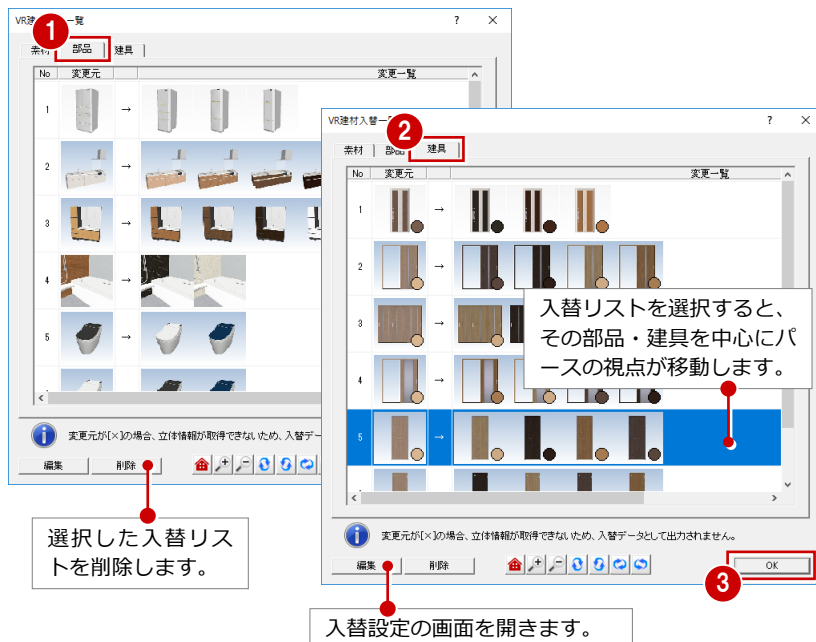 VR建
一覧
? ×
1
素材 部品 建具
No 変更元 変更一覧
1 →
2 →
3 →
4 →
5 →
変更元が[×]の場合、立体情報が取得できないため、入替デー
編集 削除
選択した入替リス
トを削除します。
VR建材入替一
? ×
2
素材 部品 建具
No 変更元 変更一覧
1 →
2 →
3 →
4 →
5 →
入替リストを選択すると、
その部品・建具を中心にパ
ースの視点が移動します。
変更元が[×]の場合、立体情報が取得できないため、入替データとして出力されません。
編集 削除 OK
3
入替設定の画面を開きます。